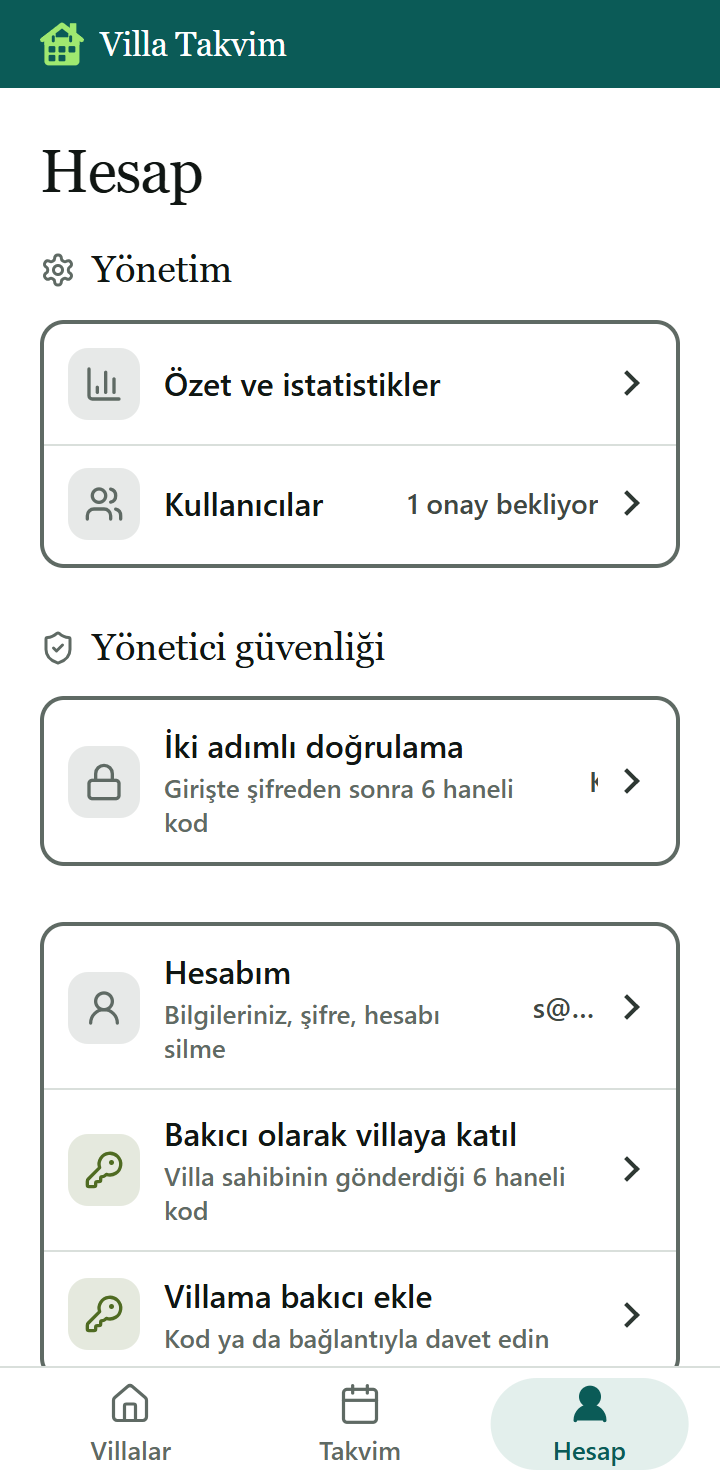 Villa Takvim
Hesap
Yönetim
Özet ve istatistikler
Kullanıcılar
1 onay bekliyor
Yönetici güvenliği
İki adımlı doğrulama
Girişte şifreden sonra 6 haneli
kod
Hesabım
Bilgileriniz, şifre, hesabı
silme
s@...
Bakıcı olarak villaya katıl
Villa sahibinin gönderdiği 6 haneli
kod
Villama bakıcı ekle
Kod ya da bağlantıyla davet edin
Villalar
Takvim
Hesap